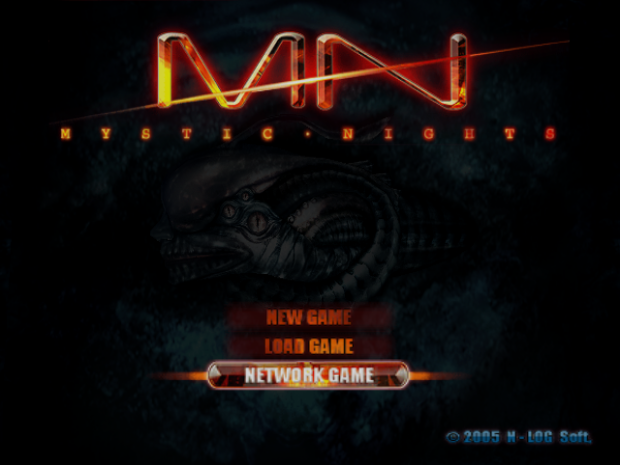 MN
MYSTIC · NIGHTS
NEW GAME
LOAD GAME
NETWORK GAME
© 2005 N-LOG Soft.